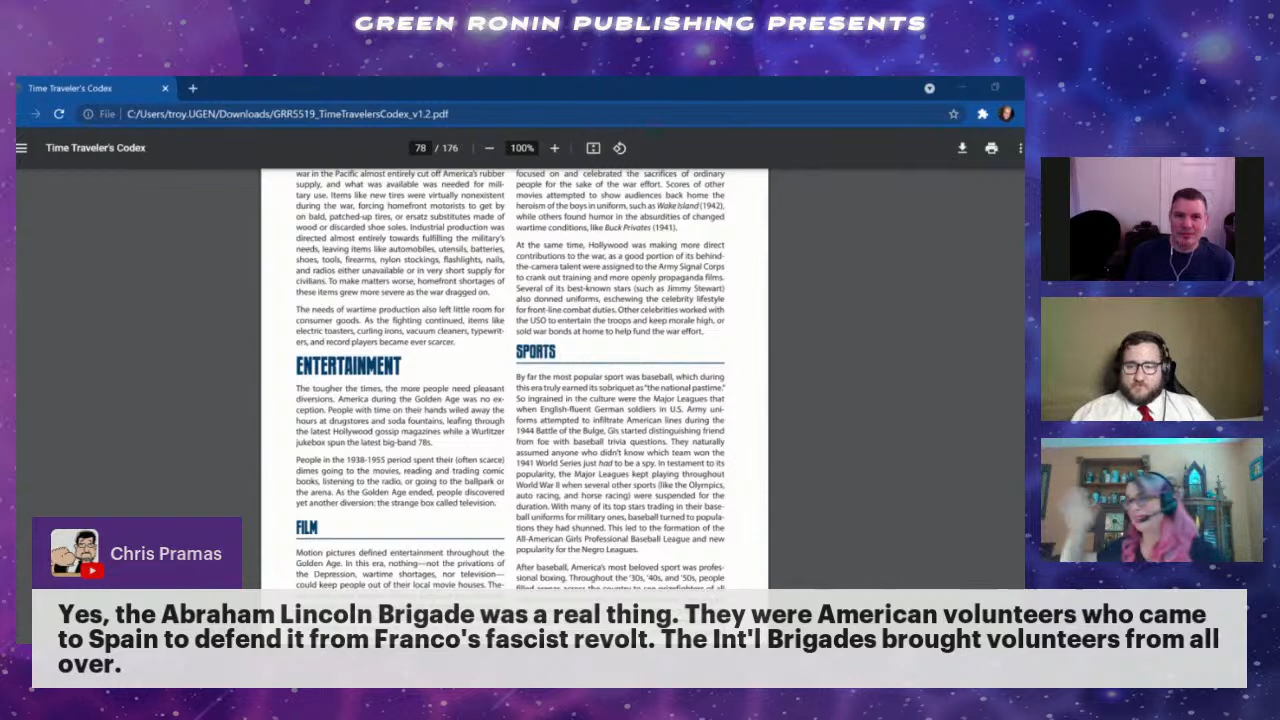 GREEN RONIN PUBLISHING PRESENTS
Time Traveler's Codex
File
C:/Users/troy.UGEN/Downloads/GRR5519_TimeTravelersCodex_v1.2.pdf
Time Traveler's Codex
78 / 176
100%
war in the Pacific almost entirely cut off America's rubber
supply, and what was available was needed for mili-
tary use. Items like new tires were virtually nonexistent
during the war, forcing homefront motorists to get by
on bald, patched-up tires, or ersatz substitutes made of
wood or discarded shoe soles. Industrial production was
directed almost entirely towards fulfilling the military's
needs, leaving items like automobiles, utensils, batteries,
shoes, tools, firearms, nylon stockings, flashlights, nails,
and radios either unavailable or in very short supply for
civilians. To make matters worse, homefront shortages of
these items grew more severe as the war dragged on.
The needs of wartime production also left little room for
consumer goods. As the fighting continued, items like
electric toasters, curling irons, vacuum cleaners, typewrit-
ers, and record players became ever scarcer.
ENTERTAINMENT
The tougher the times, the more people need pleasant
diversions. America during the Golden Age was no ex-
ception. People with time on their hands wiled away the
hours at drugstores and soda fountains, leafing through
the latest Hollywood gossip magazines while a Wurlitzer
jukebox spun the latest big-band 78s.
People in the 1938-1955 period spent their (often scarce)
dimes going to the movies, reading and trading comic
books, listening to the radio, or going to the ballpark or
the arena. As the Golden Age ended, people discovered
yet another diversion: the strange box called television.
FILM
Motion pictures defined entertainment throughout the
Golden Age. In this era, nothing—not the privations of
the Depression, wartime shortages, nor television—
could keep people out of their local movie houses. The-
focused on and celebrated the sacrifices of ordinary
people for the sake of the war effort. Scores of other
movies attempted to show audiences back home the
heroism of the boys in uniform, such as Wake Island (1942),
while others found humor in the absurdities of changed
wartime conditions, like Buck Privates (1941).
At the same time, Hollywood was making more direct
contributions to the war, as a good portion of its behind-
the-camera talent were assigned to the Army Signal Corps
to crank out training and more openly propaganda films.
Several of its best-known stars (such as Jimmy Stewart)
also donned uniforms, eschewing the celebrity lifestyle
for front-line combat duties. Other celebrities worked with
the USO to entertain the troops and keep morale high, or
sold war bonds at home to help fund the war effort.
SPORTS
By far the most popular sport was baseball, which during
this era truly earned its sobriquet as "the national pastime."
So ingrained in the culture were the Major Leagues that
when English-fluent German soldiers in U.S. Army uni-
forms attempted to infiltrate American lines during the
1944 Battle of the Bulge, GIs started distinguishing friend
from foe with baseball trivia questions. They naturally
assumed anyone who didn't know which team won the
1941 World Series just had to be a spy. In testament to its
popularity, the Major Leagues kept playing throughout
World War II when several other sports (like the Olympics,
auto racing, and horse racing) were suspended for the
duration. With many of its top stars trading in their base-
ball uniforms for military ones, baseball turned to popula-
tions they had shunned. This led to the formation of the
All-American Girls Professional Baseball League and new
popularity for the Negro Leagues.
After baseball, America's most beloved sport was profes-
sional boxing. Throughout the '30s, '40s, and '50s, people
filled arenas across the country to see prizefighters of all
Chris Pramas
Yes, the Abraham Lincoln Brigade was a real thing. They were American volunteers who came
to Spain to defend it from Franco's fascist revolt. The Int'l Brigades brought volunteers from all
over.